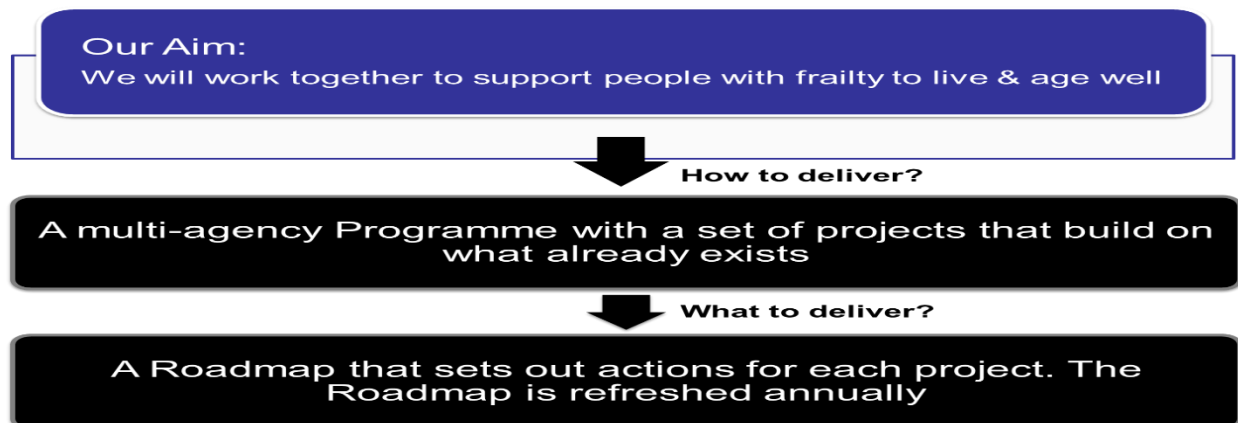 Our Aim:
We will work together to support people with frailty to live & age well
How to deliver?
A multi-agency Programme with a set of projects that build on
what already exists
What to deliver?
A Roadmap that sets out actions for each project. The
Roadmap is refreshed annually